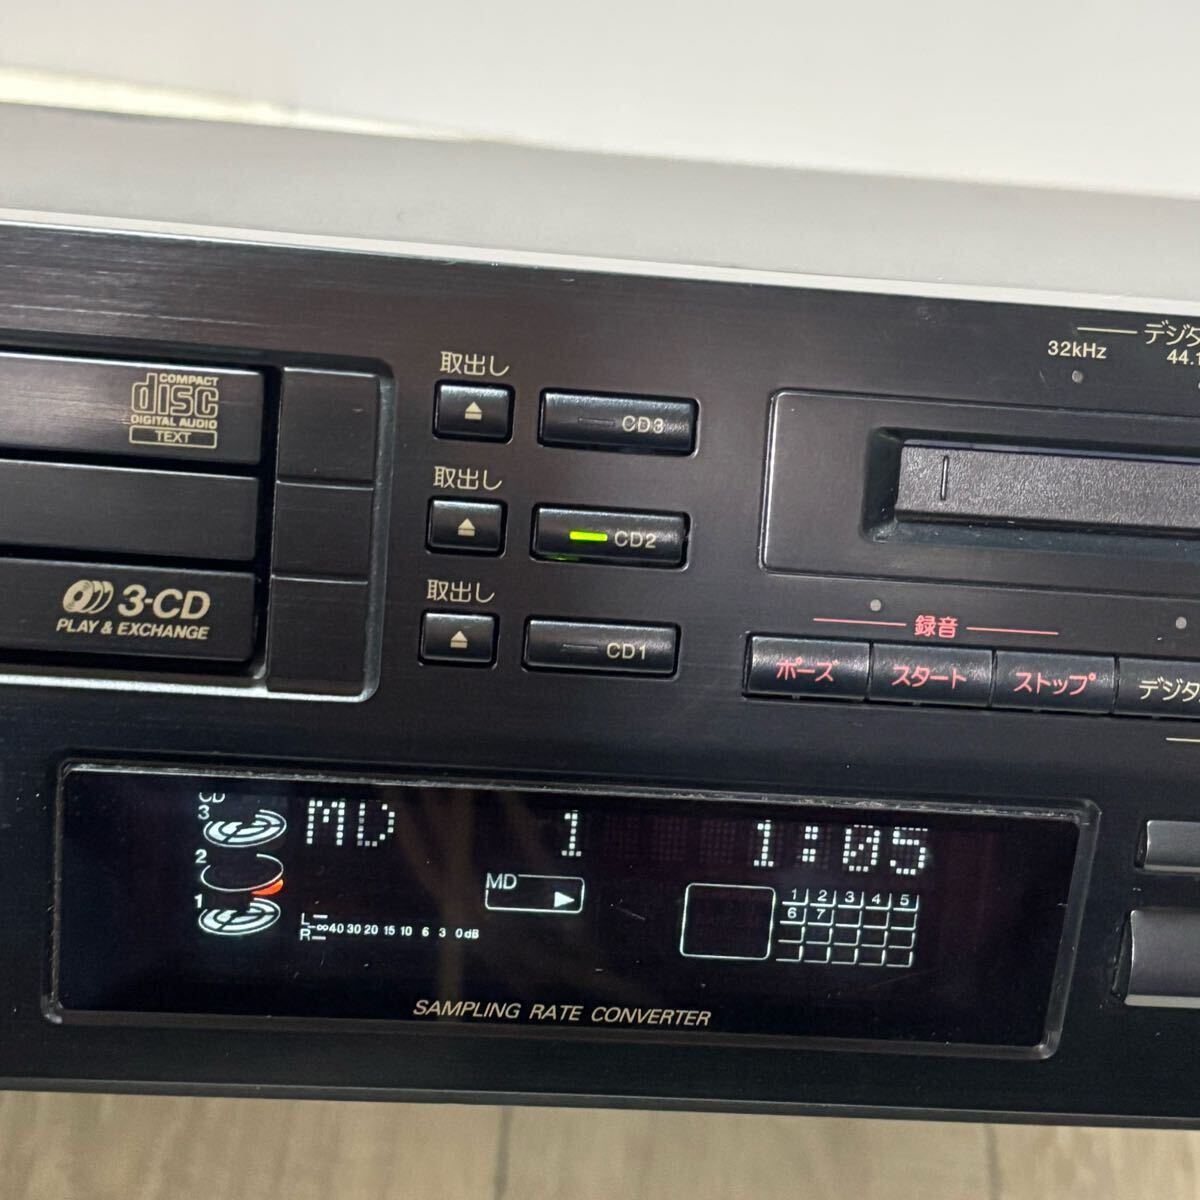 COMPACT
disc
DIGITAL AUDIO
TEXT
3-CD
PLAY & EXCHANGE
取出し
CD3
取出し
CD2
取出し
CD1
デジタ
32kHz
44.1
録音
ポーズ
スタート
ストップ
デジタ
CD
3
2
1
MD 1 1:05
MD
L
R
-∞ 40 30 20 15 10 6 3 0dB
1 2 3 4 5
6 7
SAMPLING RATE CONVERTER